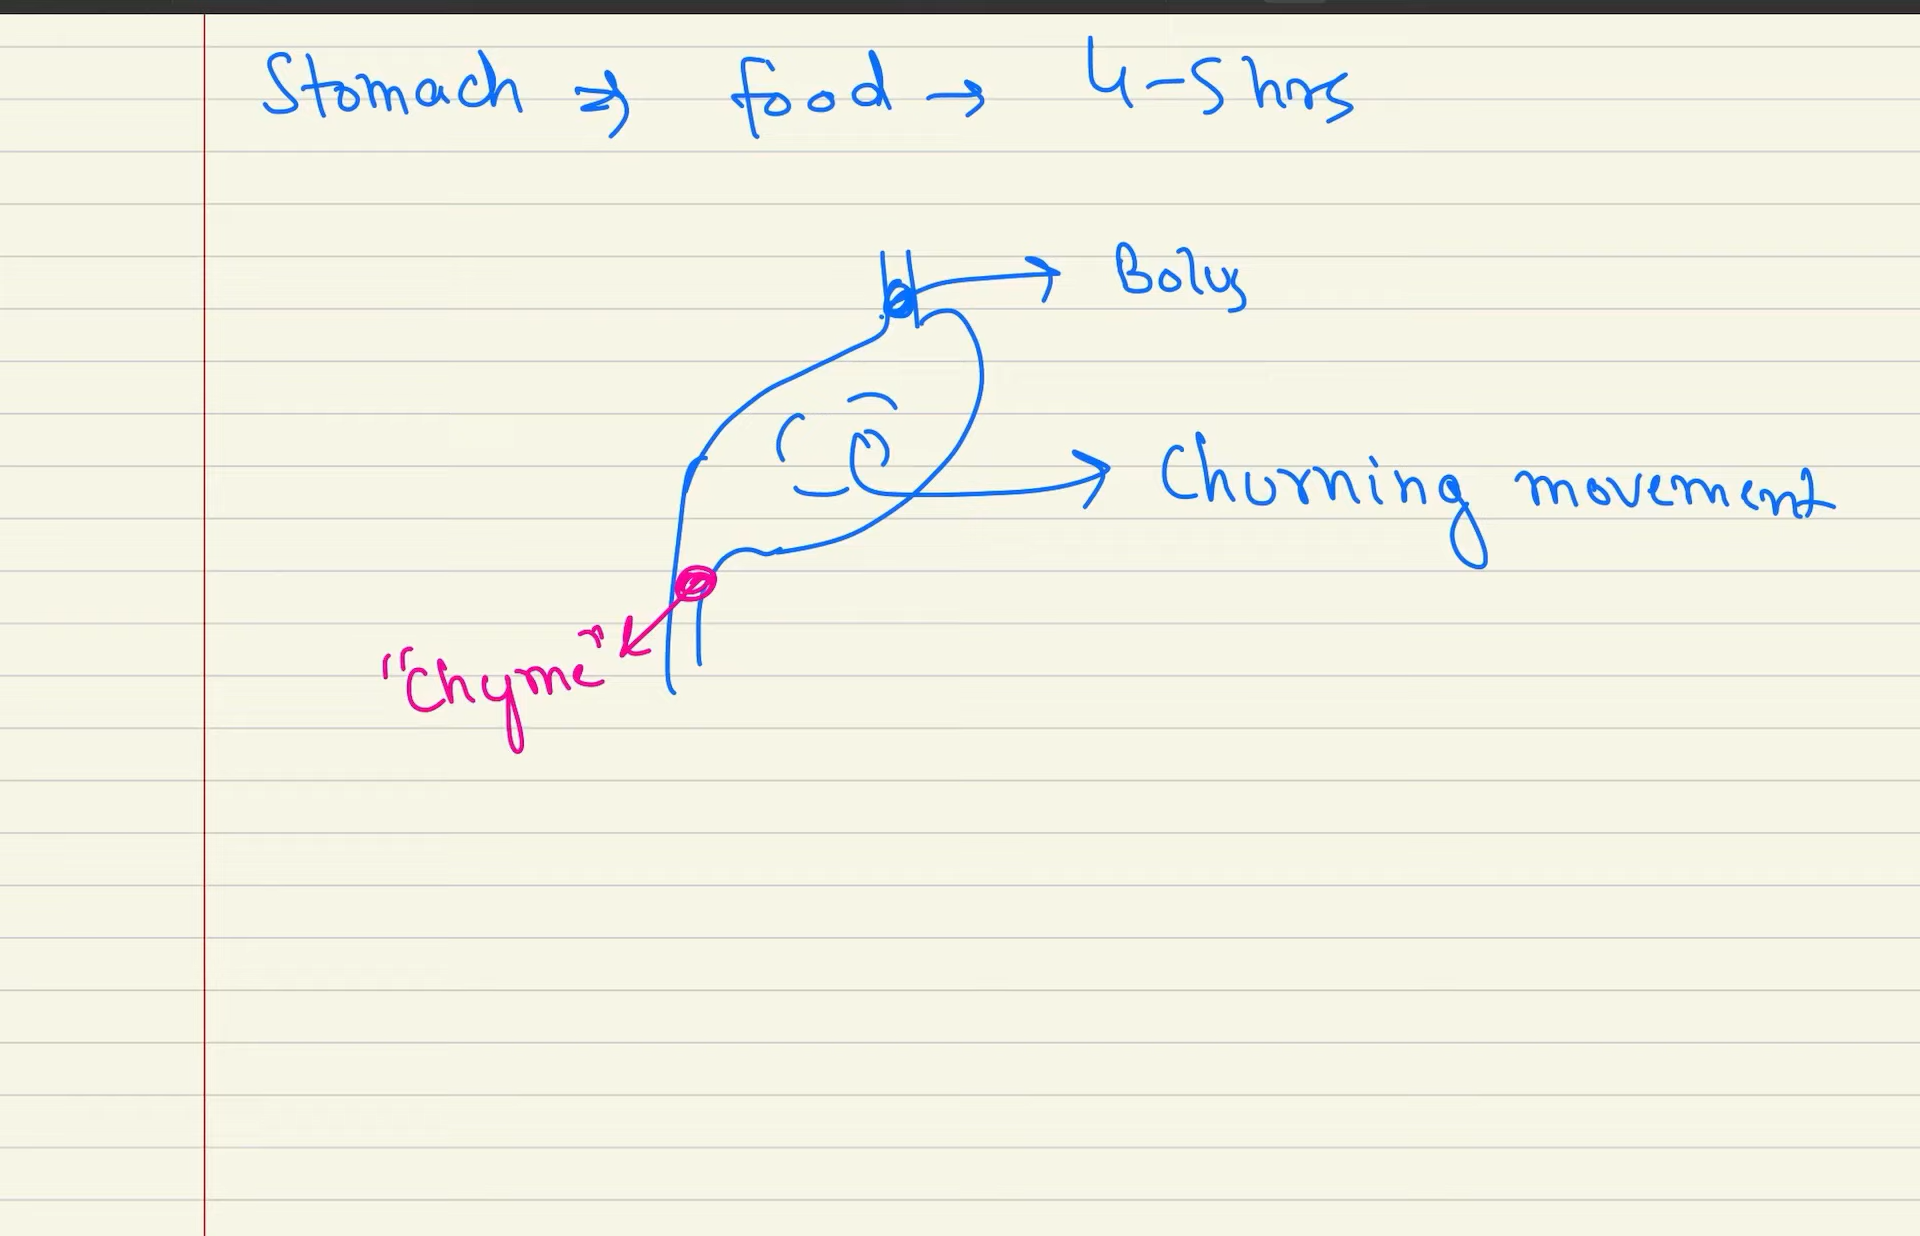 Stomach ⇒ food → 4-5 hrs
Bolus
Churning movement
"Chyme"